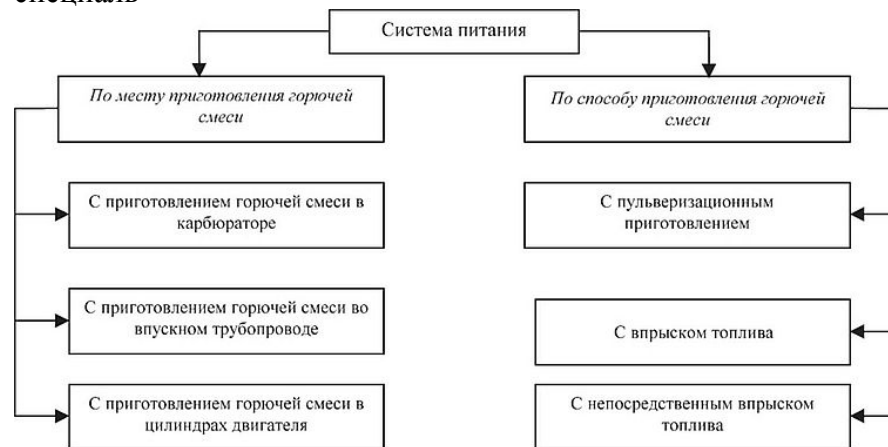 специаль
Система питания
По месту приготовления горючей
смеси
По способу приготовления горючей
смеси
С приготовлением горючей смеси в
карбюраторе
С пульверизационным
приготовлением
С приготовлением горючей смеси во
впускном трубопроводе
С впрыском топлива
С приготовлением горючей смеси в
цилиндрах двигателя
С непосредственным впрыском
топлива